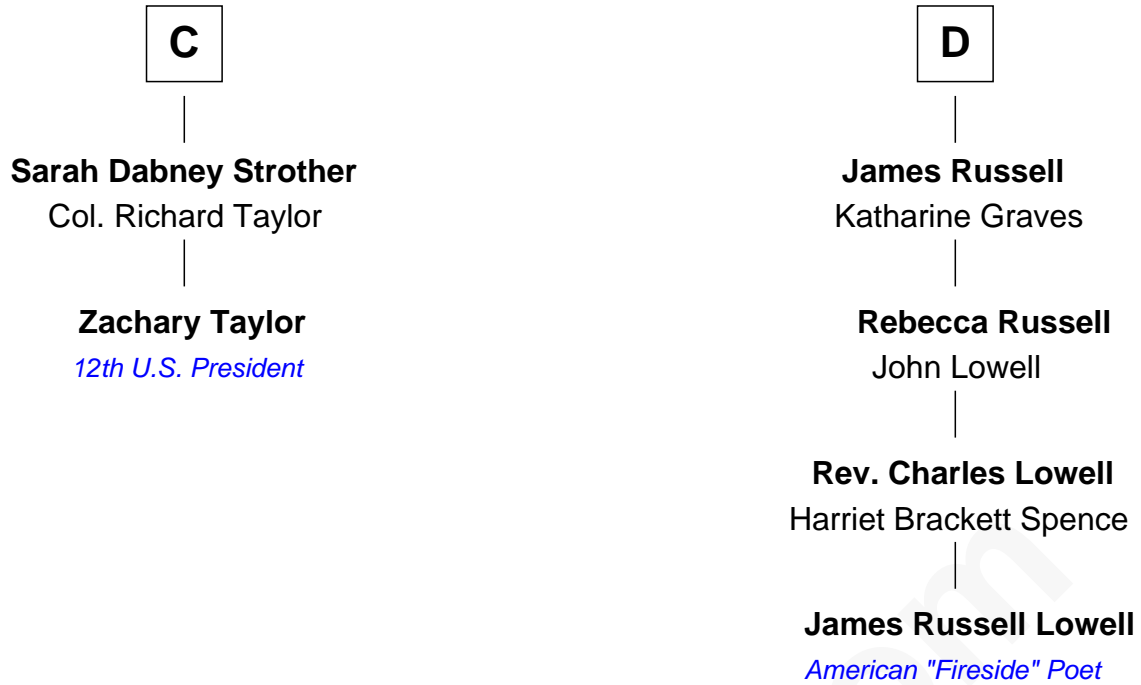 C
Sarah Dabney Strother
Col. Richard Taylor
Zachary Taylor
12th U.S. President
D
James Russell
Katharine Graves
Rebecca Russell
John Lowell
Rev. Charles Lowell
Harriet Brackett Spence
James Russell Lowell
American "Fireside" Poet